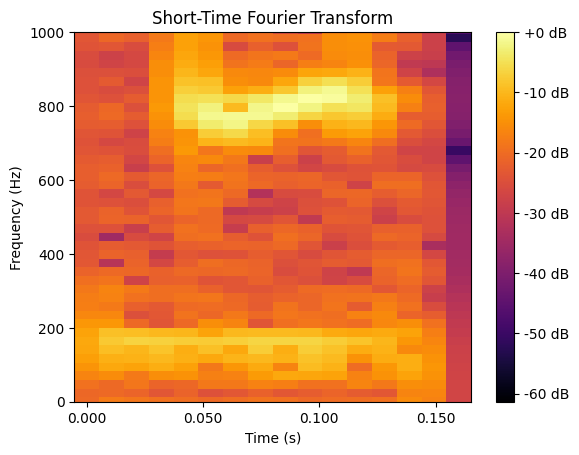 Short-Time Fourier Transform
1000
800
600
400
200
0
Frequency (Hz)
0.000
0.050
0.100
0.150
Time (s)
+0 dB
-10 dB
-20 dB
-30 dB
-40 dB
-50 dB
-60 dB